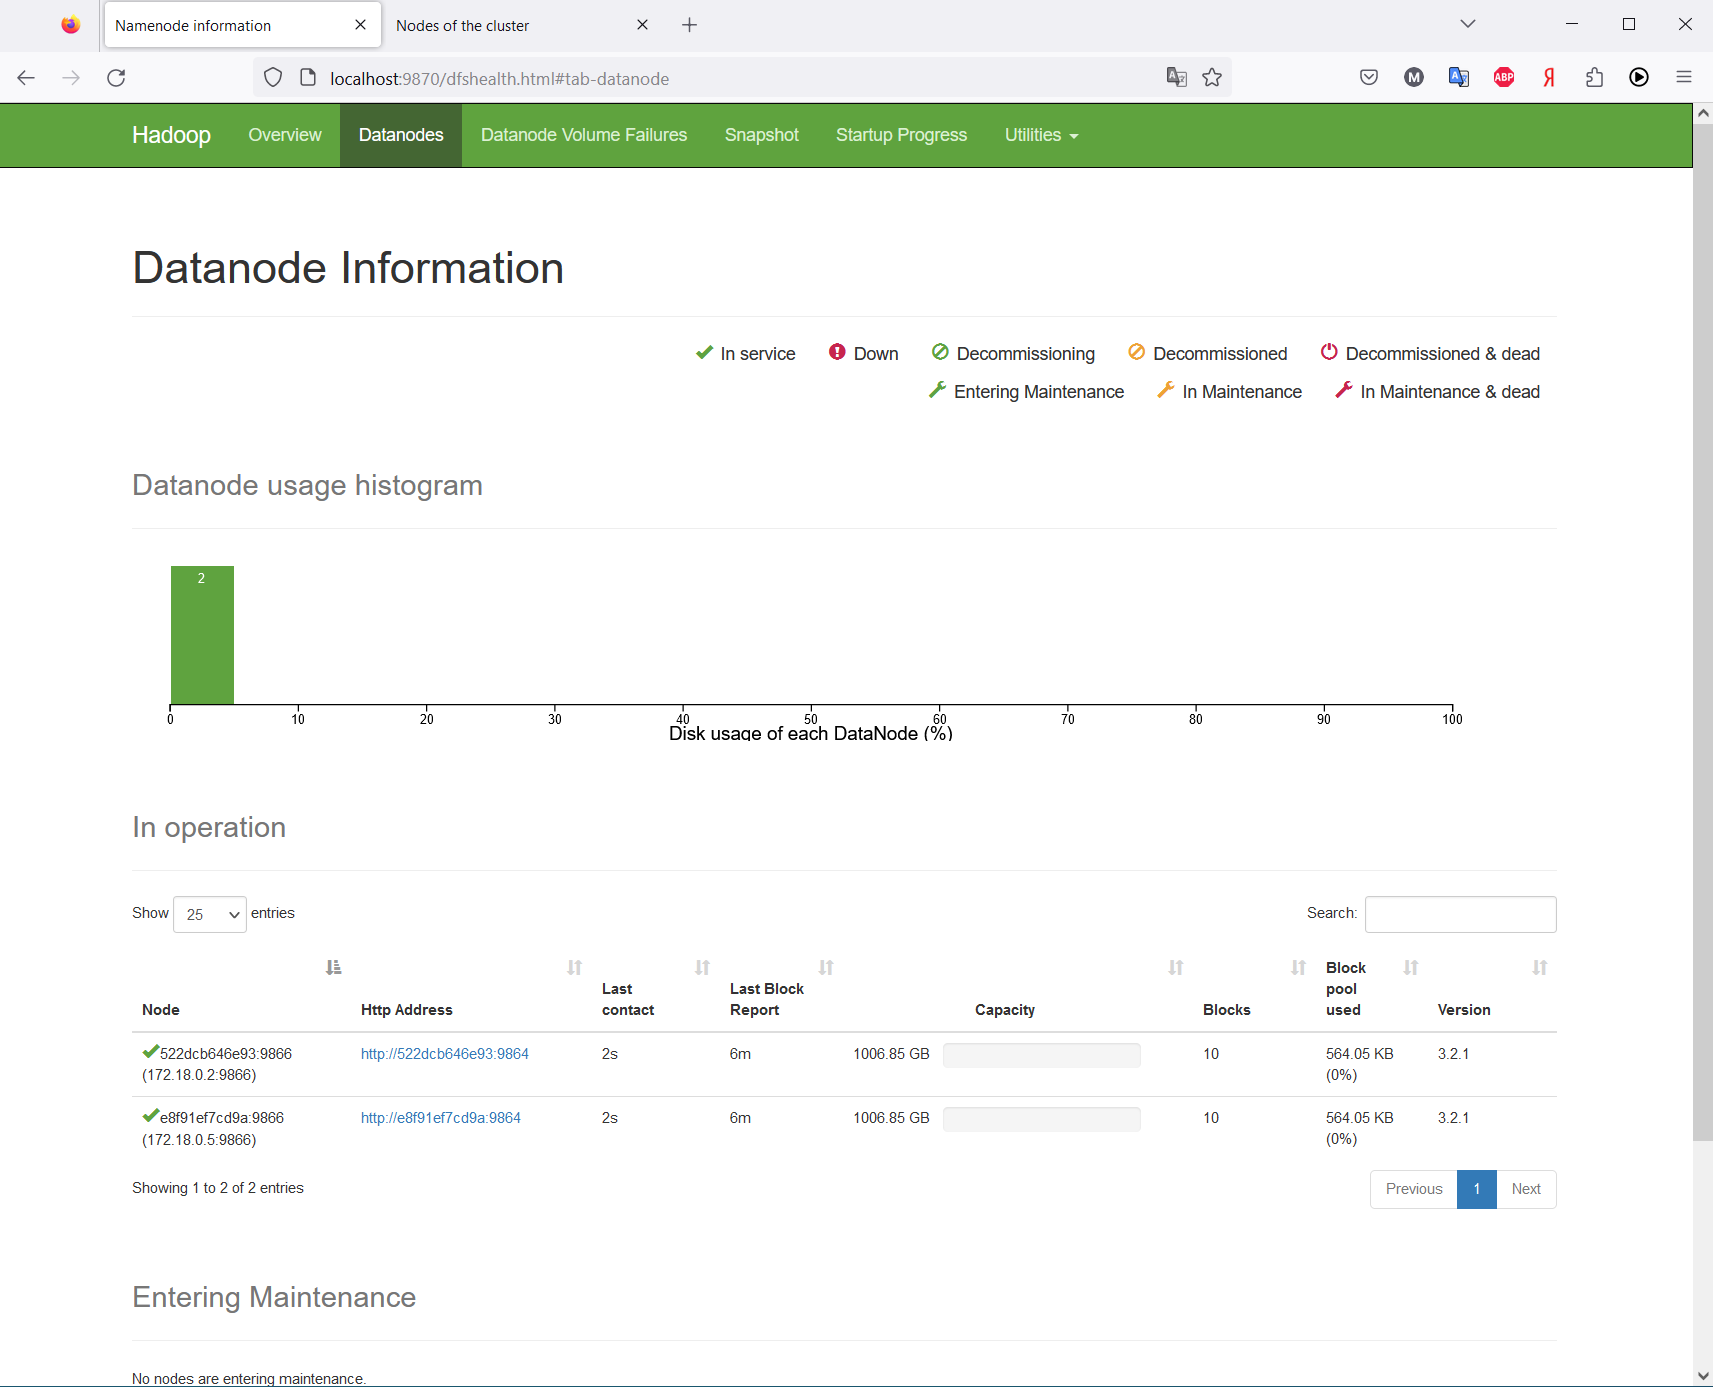 Namenode information
Nodes of the cluster
localhost:9870/dfshealth.html#tab-datanode
M
ABP
Я
Hadoop Overview Datanodes Datanode Volume Failures Snapshot Startup Progress Utilities
Datanode Information
In service Down Decommissioning Decommissioned Decommissioned & dead
Entering Maintenance In Maintenance In Maintenance & dead
Datanode usage histogram
2
0 10 20 30 40 50 60 70 80 90 100
Disk usage of each DataNode (%)
In operation
Show 25 entries Search:
Node Http Address Last contact Last Block Report Capacity Blocks Block pool used Version
522dcb646e93:9866 http://522dcb646e93:9864 2s 6m 1006.85 GB 10 564.05 KB 3.2.1
(172.18.0.2:9866) (0%)
e8f91ef7cd9a:9866 http://e8f91ef7cd9a:9864 2s 6m 1006.85 GB 10 564.05 KB 3.2.1
(172.18.0.5:9866) (0%)
Showing 1 to 2 of 2 entries Previous 1 Next
Entering Maintenance
No nodes are entering maintenance.